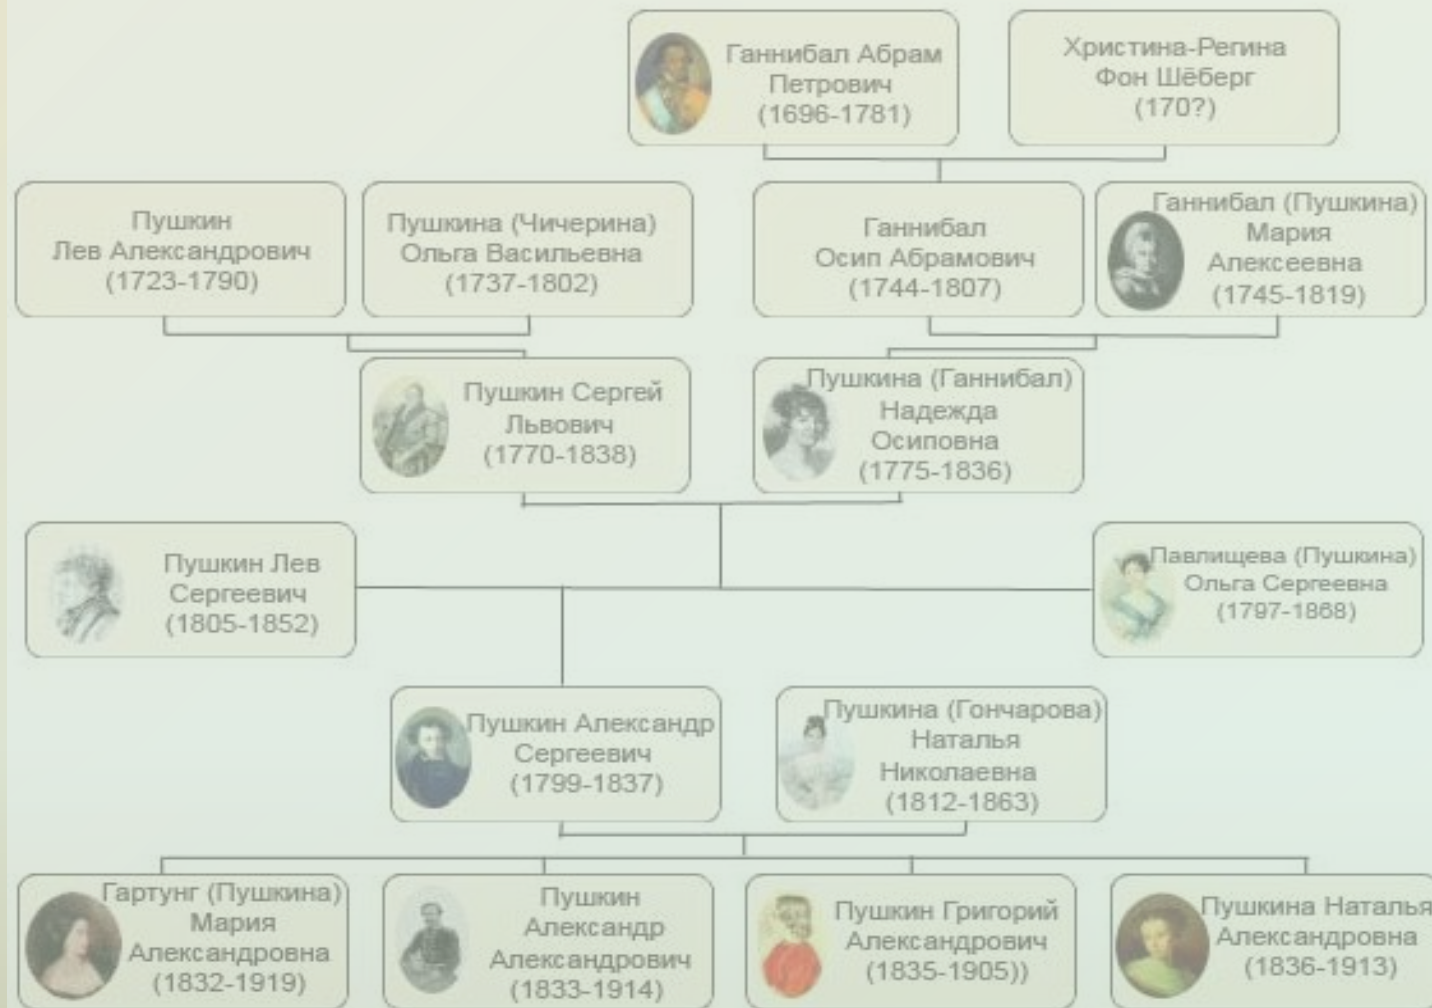 Ганнибал Абрам
Петрович
(1696-1781)
Христина-Регина
Фон Шёберг
(170?)
Пушкин
Лев Александрович
(1723-1790)
Пушкина (Чичерина)
Ольга Васильевна
(1737-1802)
Ганнибал
Осип Абрамович
(1744-1807)
Ганнибал (Пушкина)
Мария
Алексеевна
(1745-1819)
Пушкин Сергей
Львович
(1770-1838)
Пушкина (Ганнибал)
Надежда
Осиповна
(1775-1836)
Пушкин Лев
Сергеевич
(1805-1852)
Павлищева (Пушкина)
Ольга Сергеевна
(1797-1868)
Пушкин Александр
Сергеевич
(1799-1837)
Пушкина (Гончарова)
Наталья
Николаевна
(1812-1863)
Гартунг (Пушкина)
Мария
Александровна
(1832-1919)
Пушкин
Александр
Александрович
(1833-1914)
Пушкин Григорий
Александрович
(1835-1905))
Пушкина Наталья
Александровна
(1836-1913)